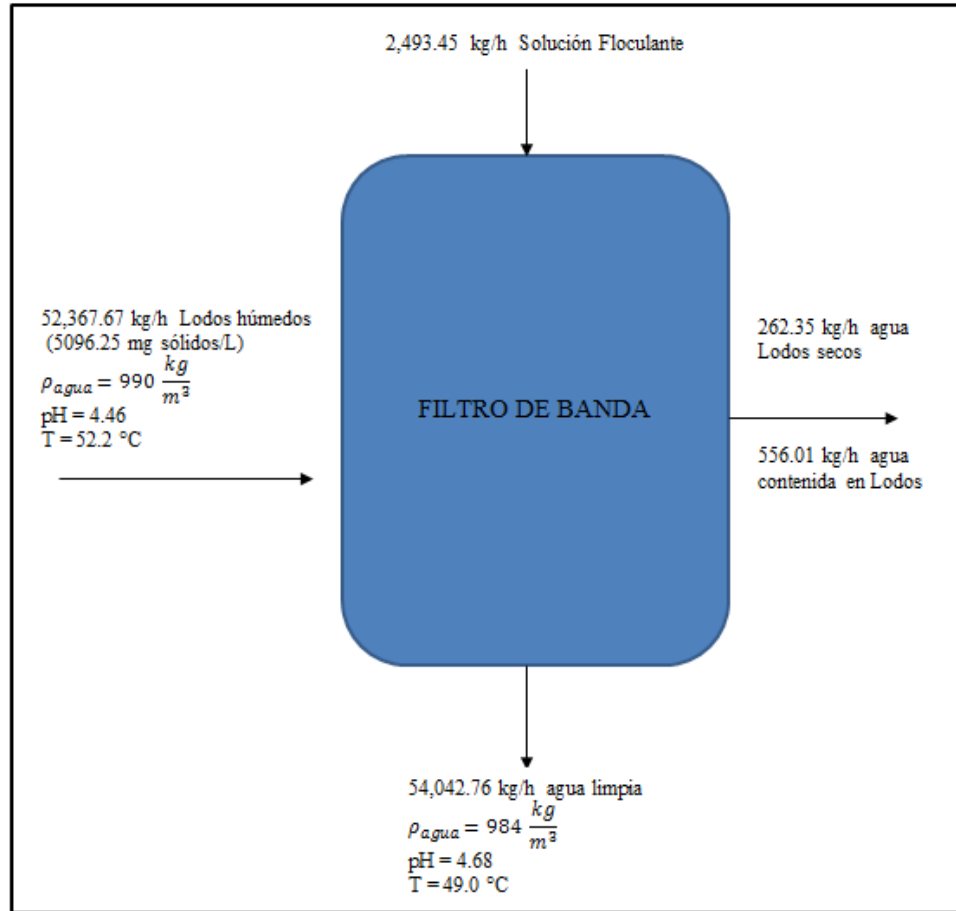 2,493.45 kg/h Solución Floculante
52,367.67 kg/h Lodos húmedos
(5096.25 mg sólidos/L)
ρagua = 990 kg/m³
pH = 4.46
T = 52.2 °C
FILTRO DE BANDA
262.35 kg/h agua
Lodos secos
556.01 kg/h agua
contenida en Lodos
54,042.76 kg/h agua limpia
ρagua = 984 kg/m³
pH = 4.68
T = 49.0 °C